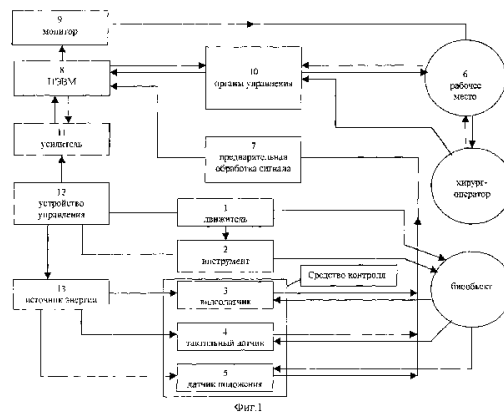 9
монитор
8
ПЭВМ
10
органы управления
6
рабочее
место
11
усилитель
7
предварительная
обработка сигнала
хирург-
оператор
12
устройство
управления
1
движитель
2
инструмент
Средство контроля
биообъект
13
источник энергии
3
видеодатчик
4
тактильный датчик
5
датчик положения
Фиг.1